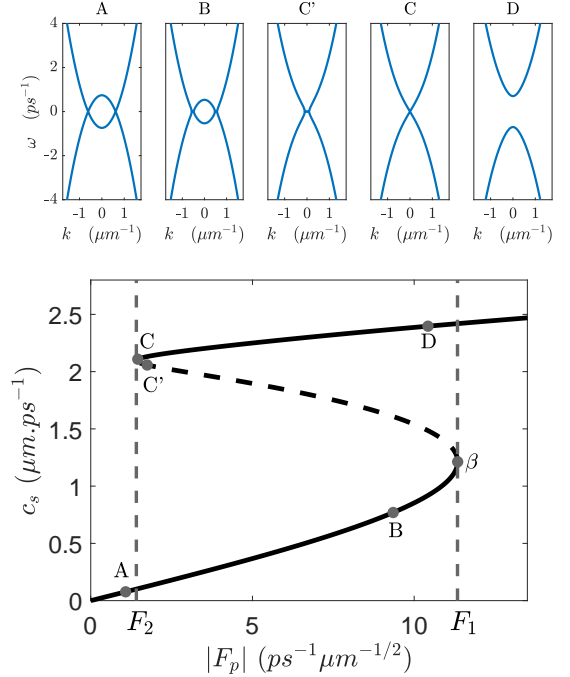 A B C' C D
4
2
0
-2
-4
ω (ps⁻¹)
-1 0 1 -1 0 1 -1 0 1 -1 0 1 -1 0 1
k (μm⁻¹) k (μm⁻¹) k (μm⁻¹) k (μm⁻¹) k (μm⁻¹)
2.5
2
1.5
1
0.5
0
c_s (μm.ps⁻¹)
C
D
C'
β
B
A
0 F₂ 5 10 F₁
|F_p| (ps⁻¹μm⁻¹/²)